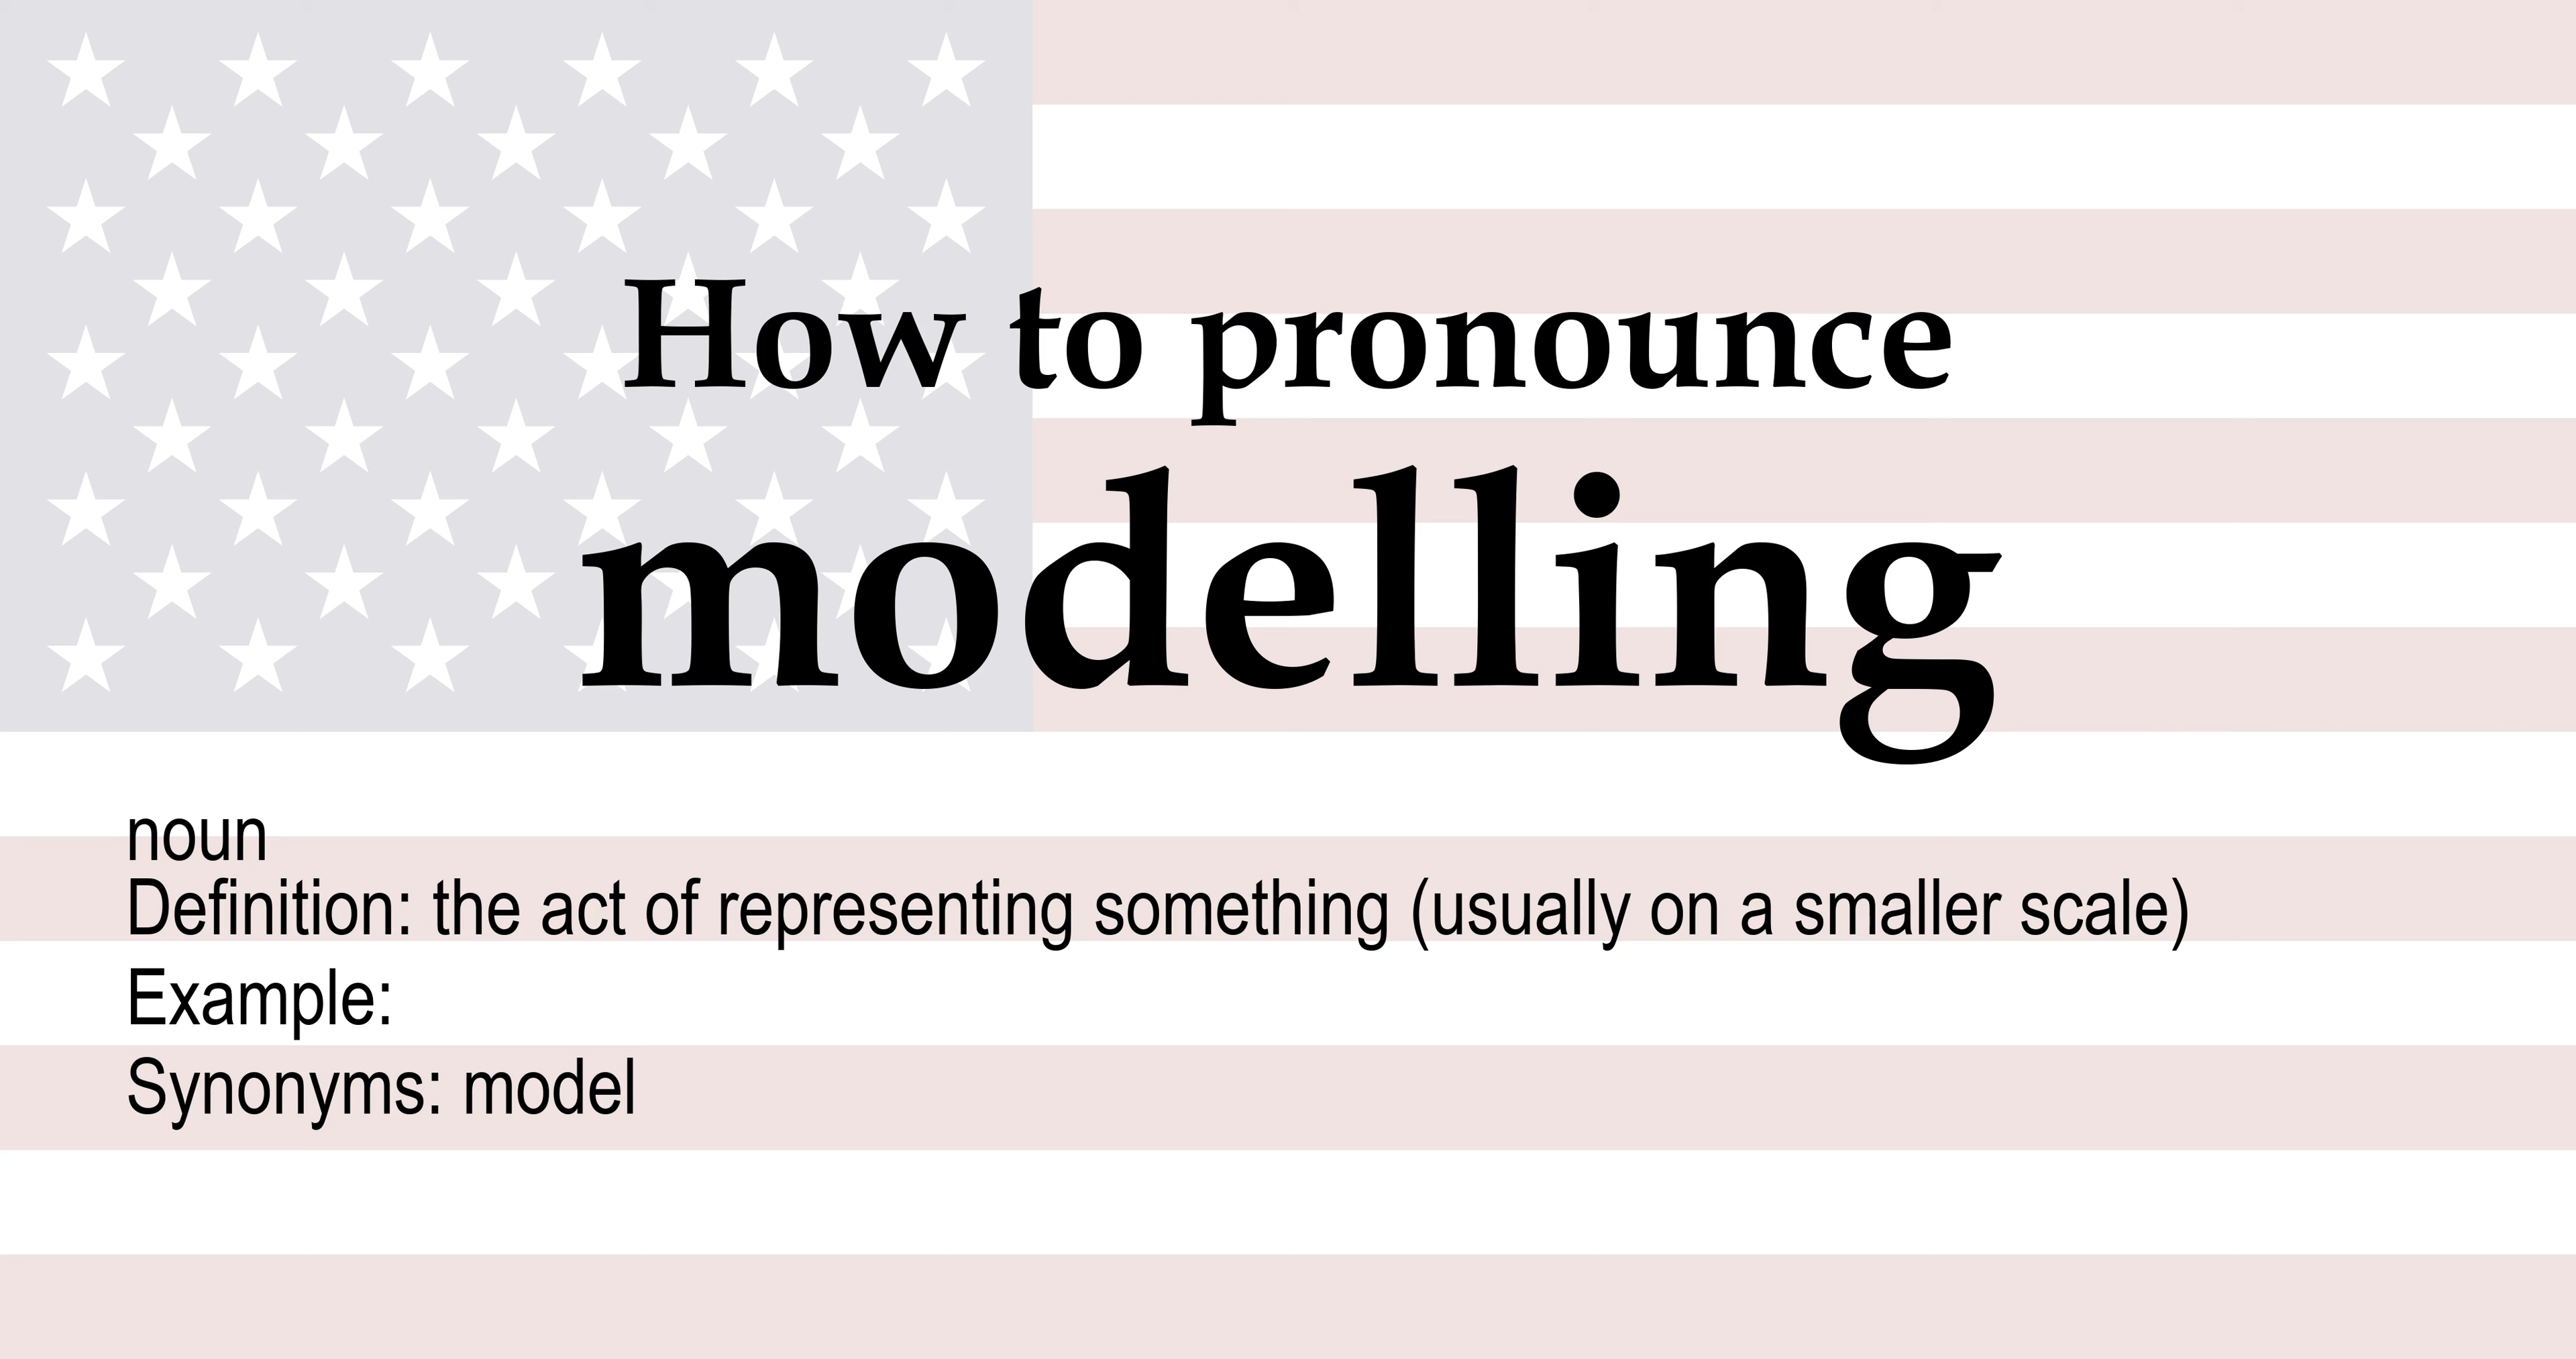 How to pronounce
modelling
noun
Definition: the act of representing something (usually on a smaller scale)
Example:
Synonyms: model